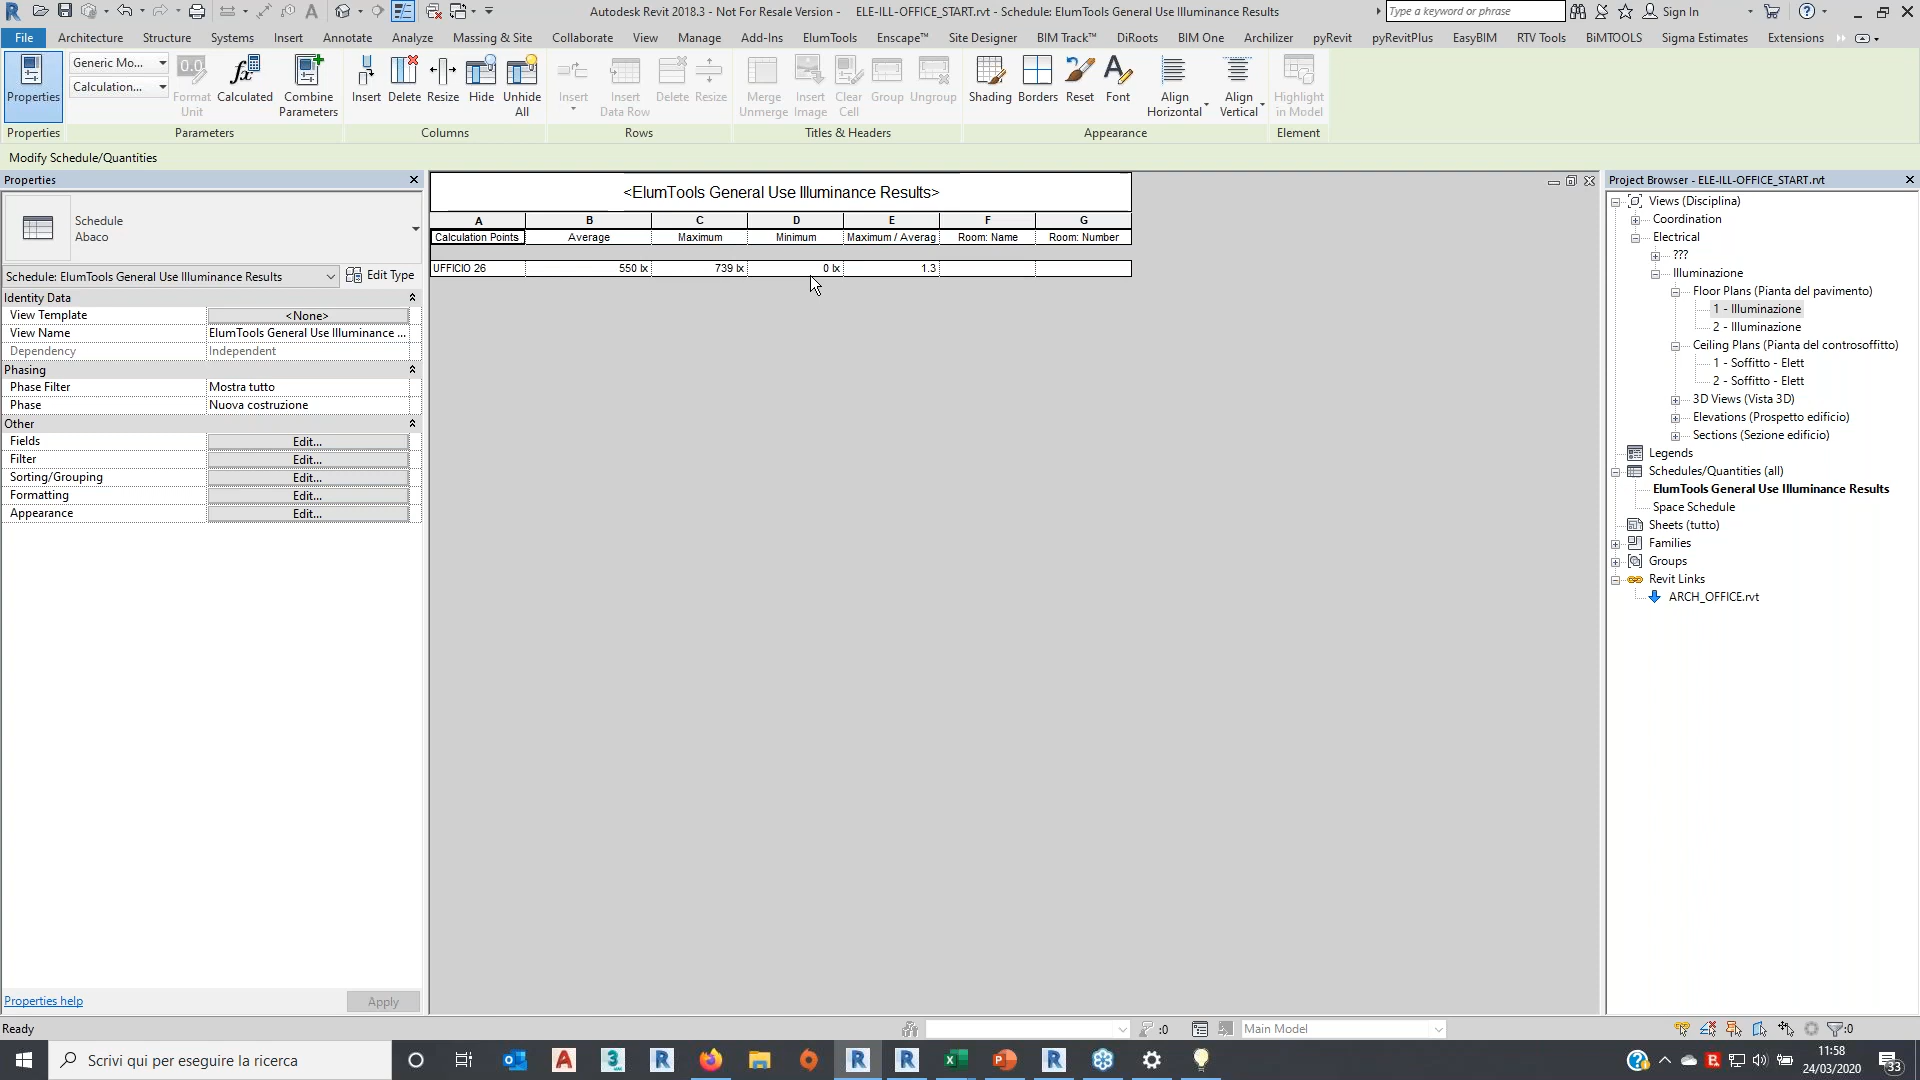 Autodesk Revit 2018.3 - Not For Resale Version - ELE-ILL-OFFICE_START.rvt - Schedule: ElumTools General Use Illuminance Results
Type a keyword or phrase
Sign In
File Architecture Structure Systems Insert Annotate Analyze Massing & Site Collaborate View Manage Add-Ins ElumTools Enscape™ Site Designer BIM Track™ DiRoots BIM One Archilizer pyRevit pyRevitPlus EasyBIM RTV Tools BiMTOOLS Sigma Estimates Extensions
Generic Mo...
Calculation...
Properties
Format Unit
Calculated
Combine Parameters
Insert
Delete
Resize
Hide
Unhide All
Insert
Insert Data Row
Delete
Resize
Merge Unmerge
Insert Image
Clear Cell
Group
Ungroup
Shading
Borders
Reset
Font
Align Horizontal
Align Vertical
Highlight in Model
Properties Parameters Columns Rows Titles & Headers Appearance Element
Modify Schedule/Quantities
Properties
Schedule
Abaco
Schedule: ElumTools General Use Illuminance Results
Edit Type
Identity Data
View Template <None>
View Name ElumTools General Use Illuminance ...
Dependency Independent
Phasing
Phase Filter Mostra tutto
Phase Nuova costruzione
Other
Fields Edit...
Filter Edit...
Sorting/Grouping Edit...
Formatting Edit...
Appearance Edit...
Properties help
Apply
<ElumTools General Use Illuminance Results>
A B C D E F G
Calculation Points Average Maximum Minimum Maximum / Averag Room: Name Room: Number
UFFICIO 26 550 lx 739 lx 0 lx 1.3
Project Browser - ELE-ILL-OFFICE_START.rvt
Views (Disciplina)
Coordination
Electrical
???
Illuminazione
Floor Plans (Pianta del pavimento)
1 - Illuminazione
2 - Illuminazione
Ceiling Plans (Pianta del controsoffitto)
1 - Soffitto - Elett
2 - Soffitto - Elett
3D Views (Vista 3D)
Elevations (Prospetto edificio)
Sections (Sezione edificio)
Legends
Schedules/Quantities (all)
ElumTools General Use Illuminance Results
Space Schedule
Sheets (tutto)
Families
Groups
Revit Links
ARCH_OFFICE.rvt
Ready
:0
Main Model
:0
Scrivi qui per eseguire la ricerca
11:58
24/03/2020
33